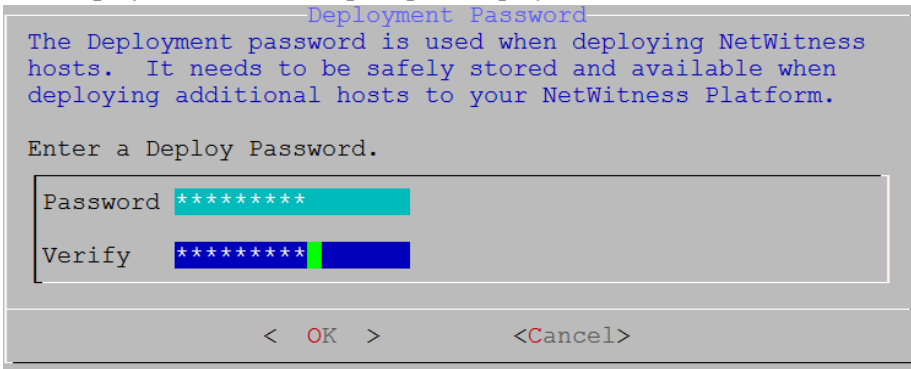 Deployment Password
The Deployment password is used when deploying NetWitness
hosts.  It needs to be safely stored and available when
deploying additional hosts to your NetWitness Platform.
Enter a Deploy Password.
Password *********
Verify *********
< OK > <Cancel>